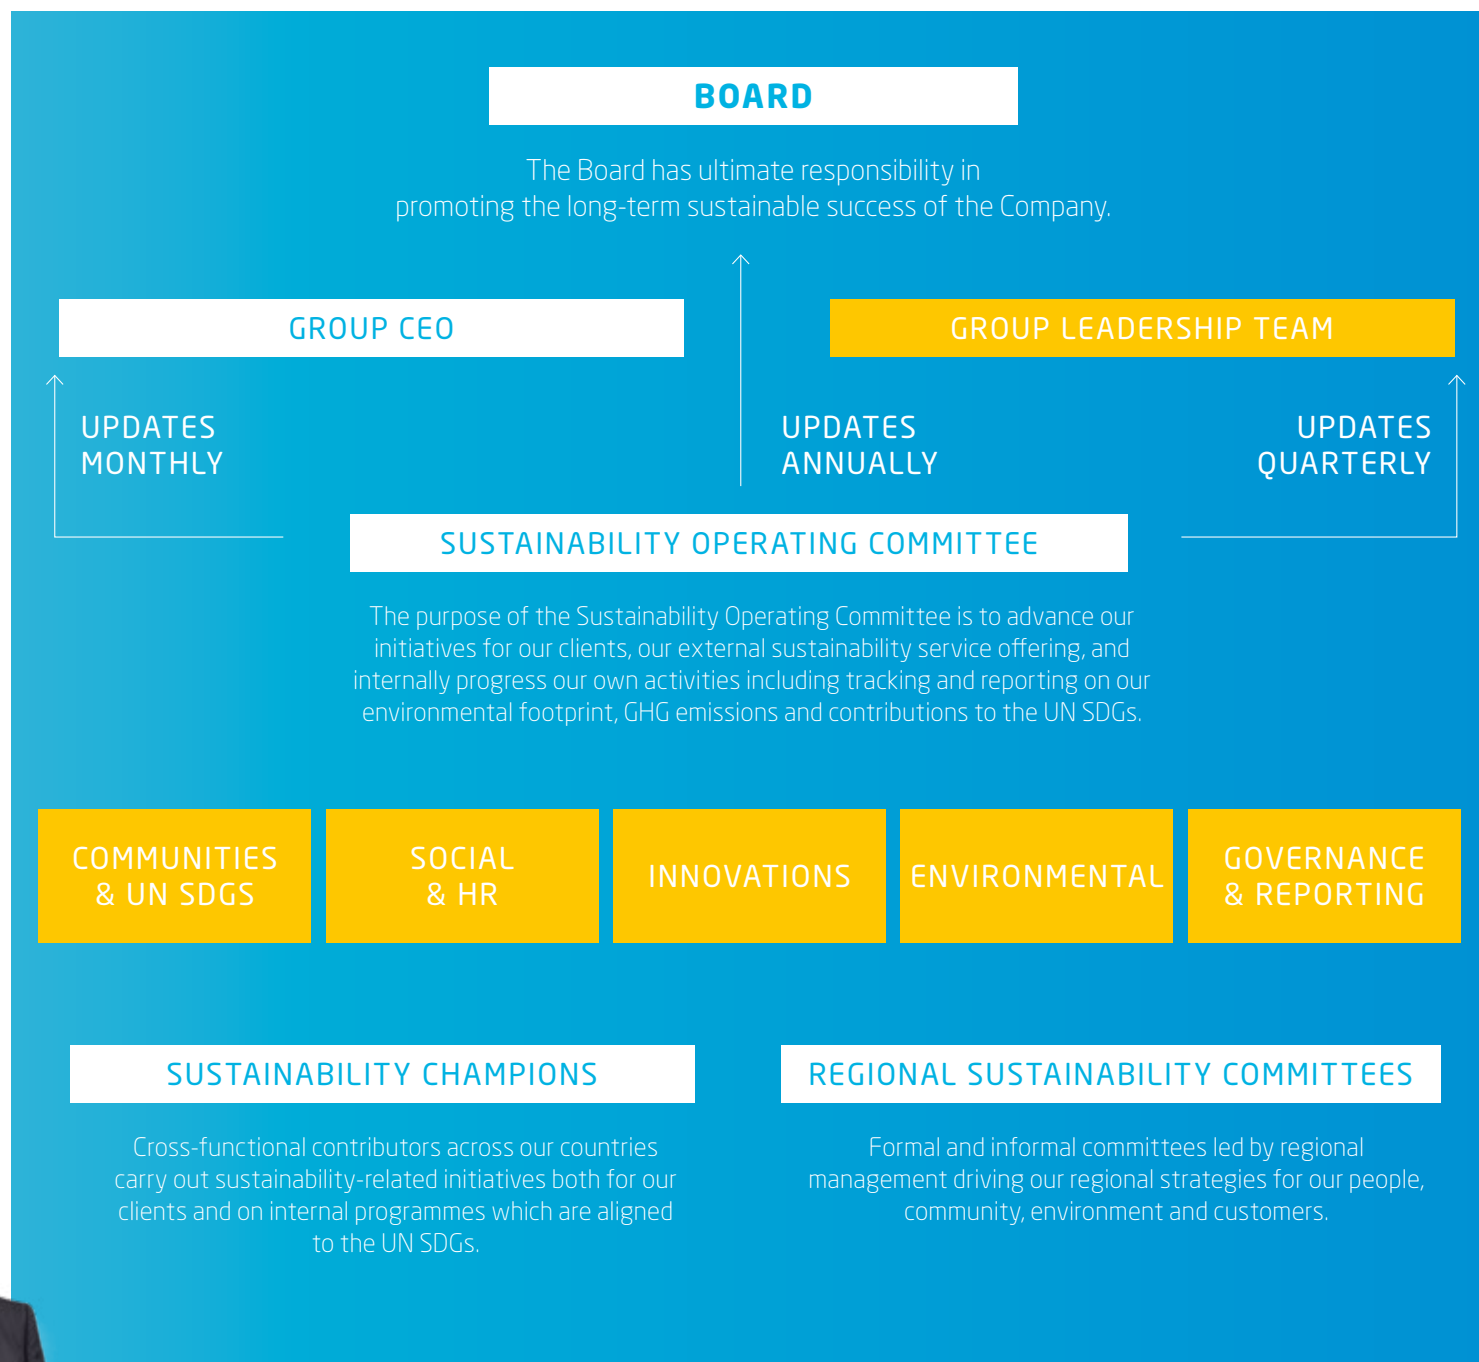 BOARD
The Board has ultimate responsibility in
promoting the long-term sustainable success of the Company.
GROUP CEO
GROUP LEADERSHIP TEAM
UPDATES
MONTHLY
UPDATES
ANNUALLY
UPDATES
QUARTERLY
SUSTAINABILITY OPERATING COMMITTEE
The purpose of the Sustainability Operating Committee is to advance our
initiatives for our clients, our external sustainability service offering, and
internally progress our own activities including tracking and reporting on our
environmental footprint, GHG emissions and contributions to the UN SDGs.
COMMUNITIES
& UN SDGS
SOCIAL
& HR
INNOVATIONS
ENVIRONMENTAL
GOVERNANCE
& REPORTING
SUSTAINABILITY CHAMPIONS
Cross-functional contributors across our countries
carry out sustainability-related initiatives both for our
clients and on internal programmes which are aligned
to the UN SDGs.
REGIONAL SUSTAINABILITY COMMITTEES
Formal and informal committees led by regional
management driving our regional strategies for our people,
community, environment and customers.